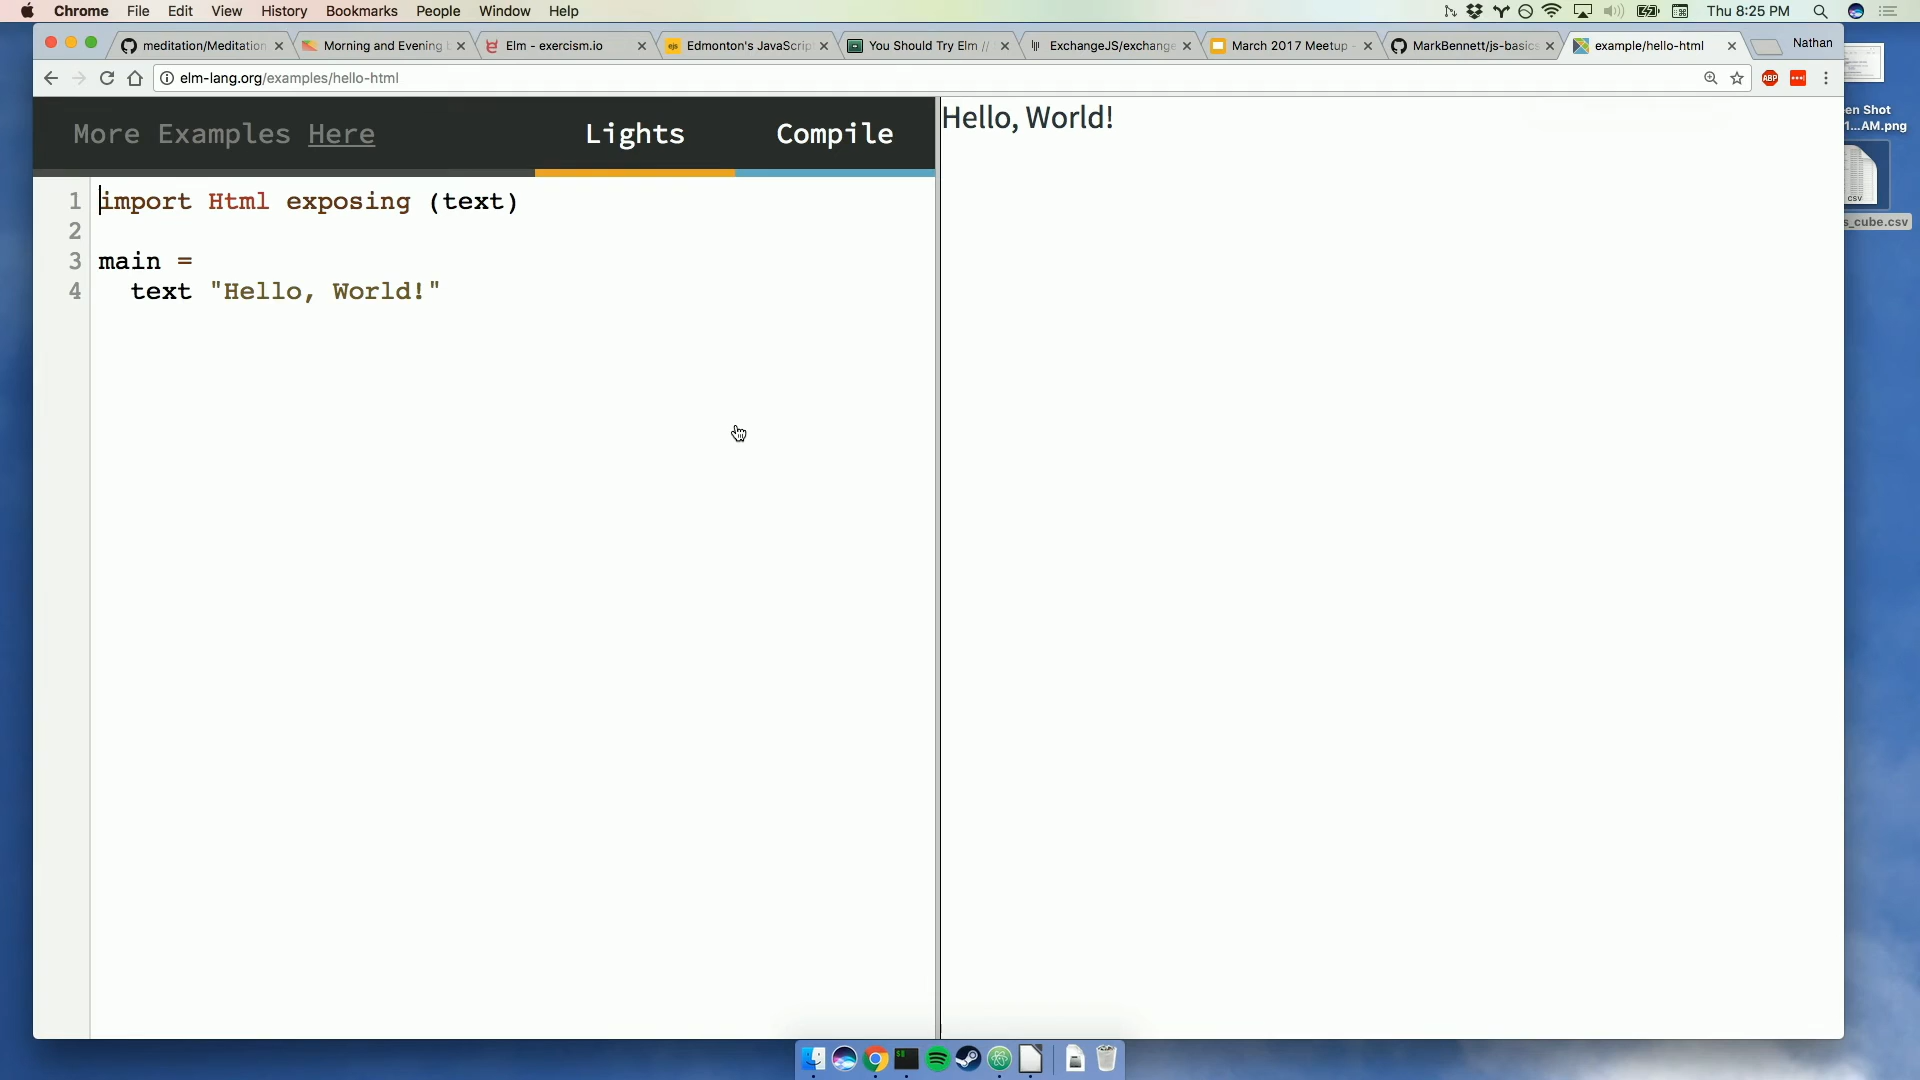 Chrome File Edit View History Bookmarks People Window Help Thu 8:25 PM
meditation/Meditation Morning and Evening Elm - exercism.io Edmonton's JavaScrip You Should Try Elm // ExchangeJS/exchange March 2017 Meetup - MarkBennett/js-basics example/hello-html Nathan
elm-lang.org/examples/hello-html ABP
More Examples Here Lights Compile
1 import Html exposing (text)
2
3 main =
4 text "Hello, World!"
Hello, World!
en Shot
1...AM.png
csv
s_cube.csv